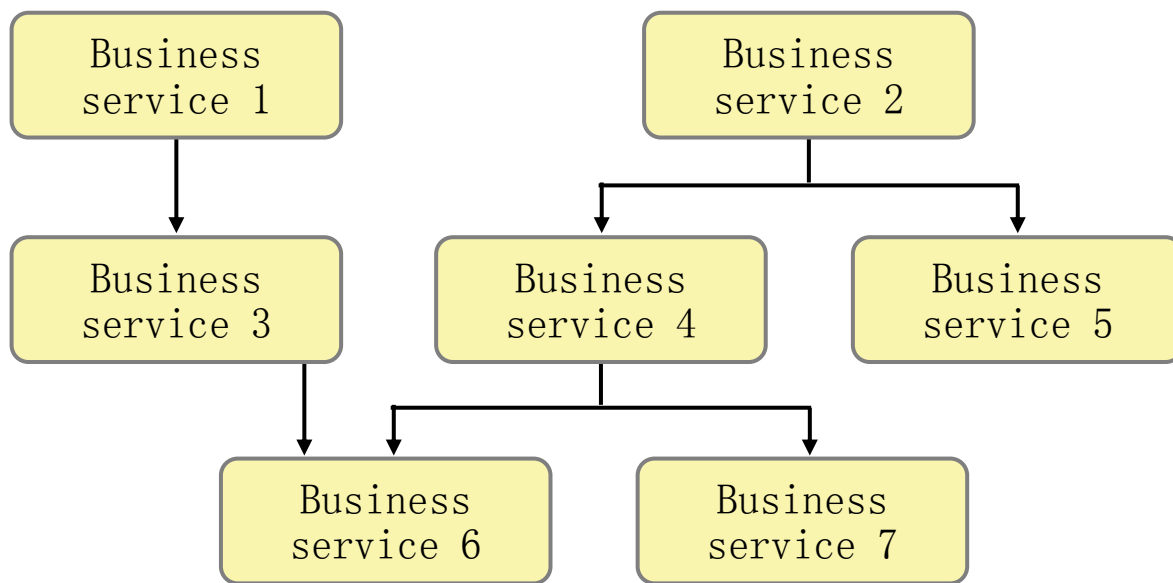 Business
service 1
Business
service 2
Business
service 3
Business
service 4
Business
service 5
Business
service 6
Business
service 7